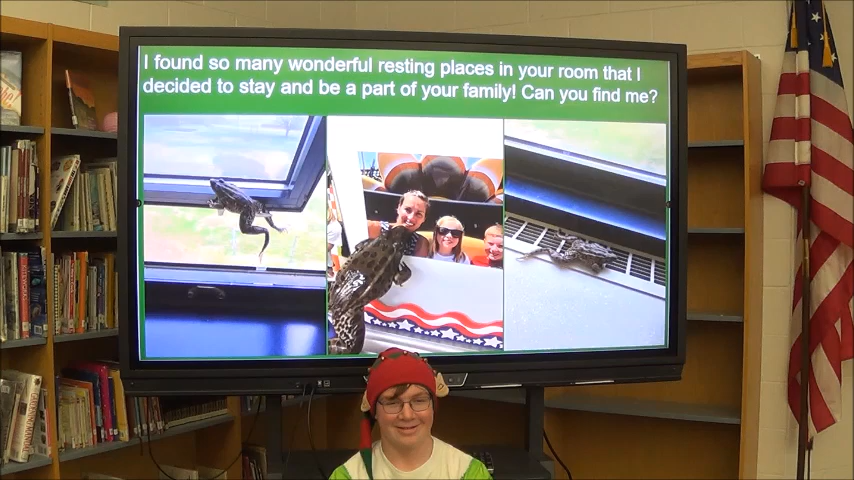 I found so many wonderful resting places in your room that I
decided to stay and be a part of your family! Can you find me?